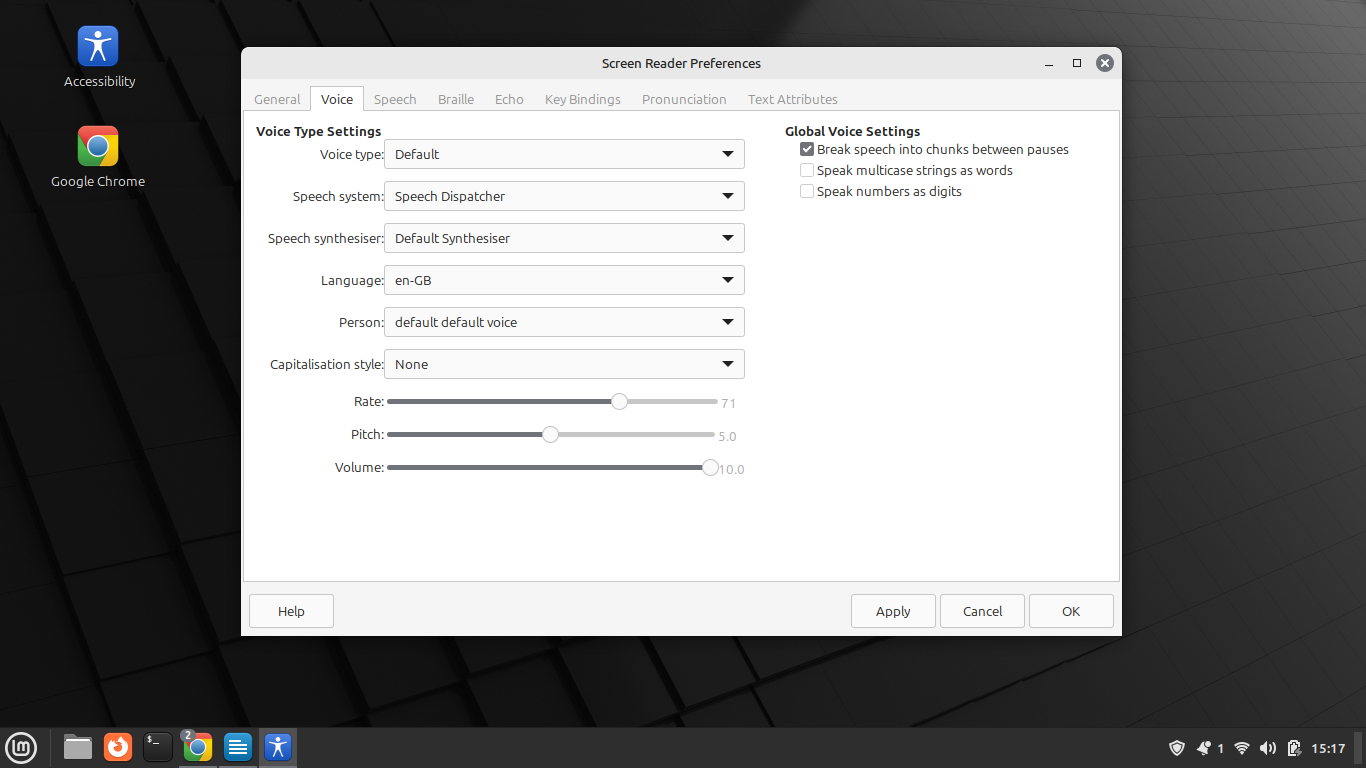 Accessibility
Google Chrome
Screen Reader Preferences
General Voice Speech Braille Echo Key Bindings Pronunciation Text Attributes
Voice Type Settings
Voice type: Default
Speech system: Speech Dispatcher
Speech synthesiser: Default Synthesiser
Language: en-GB
Person: default default voice
Capitalisation style: None
Rate: 71
Pitch: 5.0
Volume: 10.0
Global Voice Settings
Break speech into chunks between pauses
Speak multicase strings as words
Speak numbers as digits
Help Apply Cancel OK
$_ 2 1 15:17